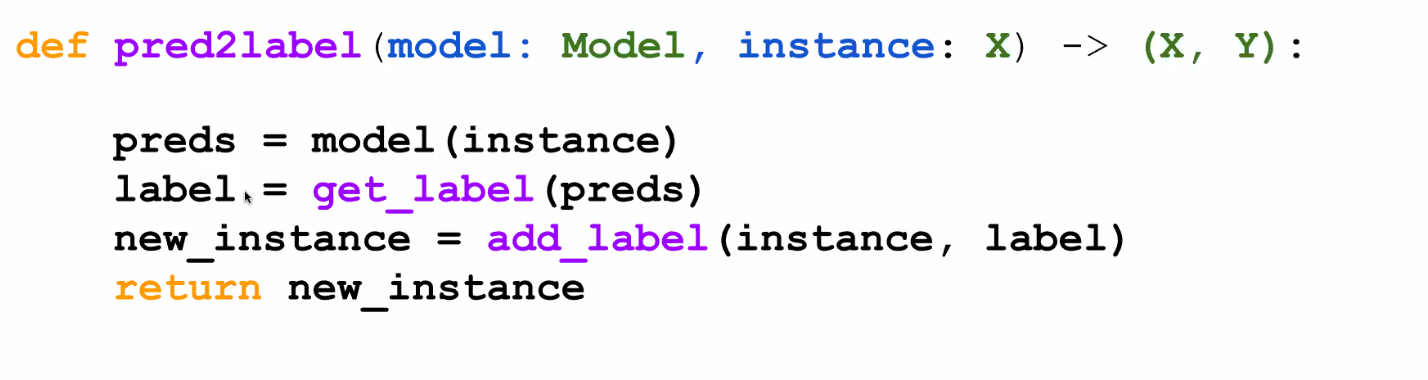 def pred2label(model: Model, instance: X) -> (X, Y):
preds = model(instance)
label = get_label(preds)
new_instance = add_label(instance, label)
return new_instance